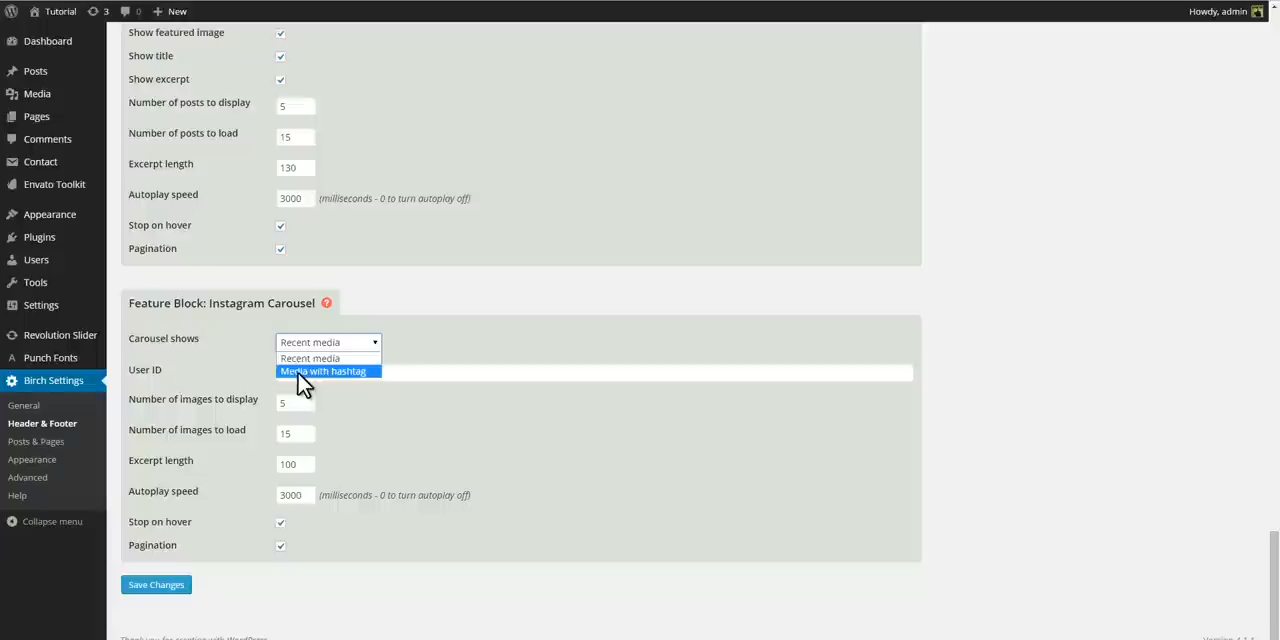 Tutorial 3 0 New Howdy, admin
Dashboard
Posts
Media
Pages
Comments
Contact
Envato Toolkit
Appearance
Plugins
Users
Tools
Settings
Revolution Slider
Punch Fonts
Birch Settings
General
Header & Footer
Posts & Pages
Appearance
Advanced
Help
Collapse menu
Show featured image
Show title
Show excerpt
Number of posts to display 5
Number of posts to load 15
Excerpt length 130
Autoplay speed 3000 (milliseconds - 0 to turn autoplay off)
Stop on hover
Pagination
Feature Block: Instagram Carousel ?
Carousel shows Recent media
Recent media
Media with hashtag
User ID
Number of images to display 5
Number of images to load 15
Excerpt length 100
Autoplay speed 3000 (milliseconds - 0 to turn autoplay off)
Stop on hover
Pagination
Save Changes
Thank you for creating with WordPress